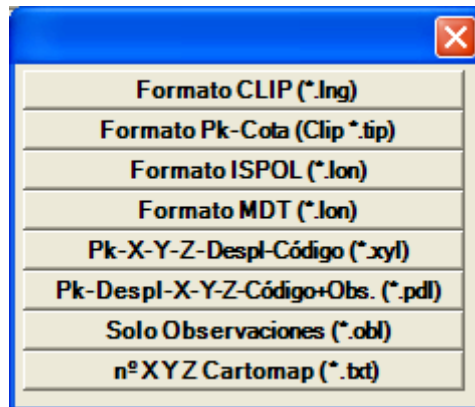 Formato CLIP (*.lng)
Formato Pk-Cota (Clip *.tip)
Formato ISPOL (*.lon)
Formato MDT (*.lon)
Pk-X-Y-Z-Despl-Código (*.xyl)
Pk-Despl-X-Y-Z-Código+Obs. (*.pdl)
Solo Observaciones (*.obl)
nº X Y Z Cartomap (*.txt)